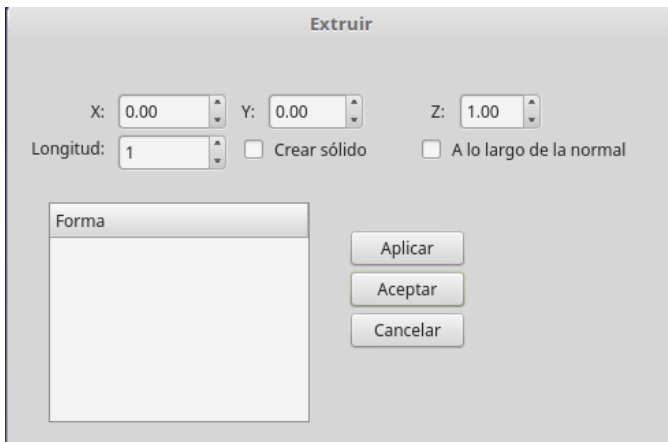 Extruir
X: 0.00 Y: 0.00 Z: 1.00
Longitud: 1 Crear sólido A lo largo de la normal
Forma
Aplicar
Aceptar
Cancelar